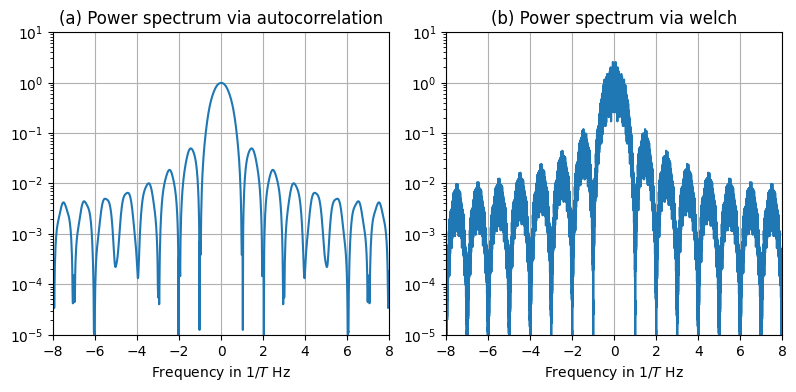 (a) Power spectrum via autocorrelation
10^1
10^0
10^-1
10^-2
10^-3
10^-4
10^-5
−8 −6 −4 −2 0 2 4 6 8
Frequency in 1/T Hz
(b) Power spectrum via welch
10^1
10^0
10^-1
10^-2
10^-3
10^-4
10^-5
−8 −6 −4 −2 0 2 4 6 8
Frequency in 1/T Hz